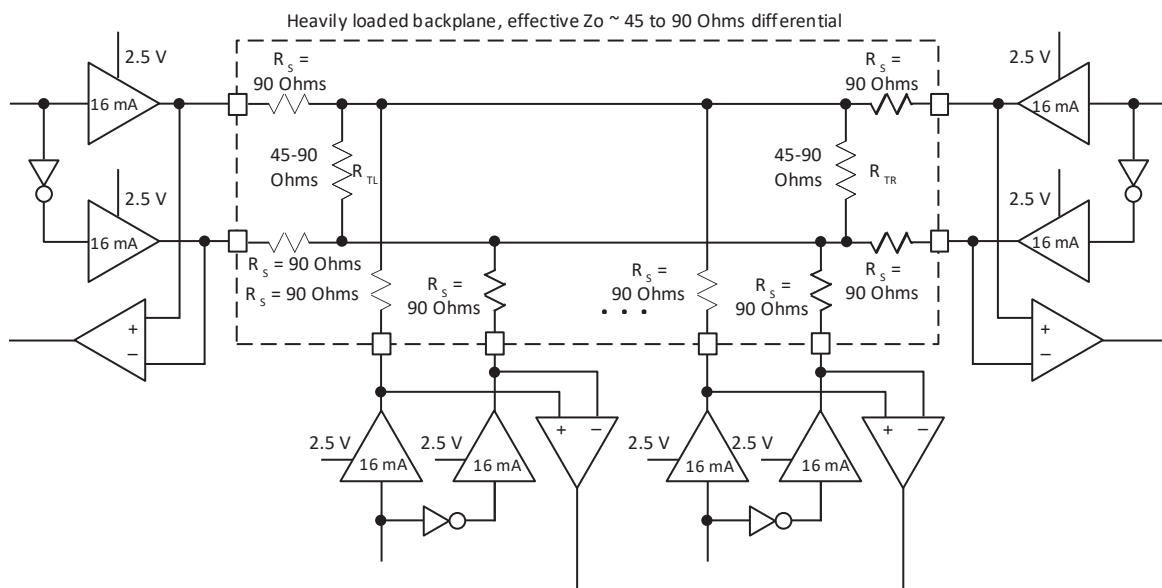 Heavily loaded backplane, effective Zo ~ 45 to 90 Ohms differential
2.5 V
16 mA
R S =
90 Ohms
R S =
90 Ohms
2.5 V
16 mA
45-90
Ohms
R TL
45-90
Ohms
R TR
2.5 V
16 mA
2.5 V
16 mA
R S = 90 Ohms
R S = 90 Ohms
R S =
90 Ohms
R S =
90 Ohms
. . .
R S =
90 Ohms
R S =
90 Ohms
+
–
+
–
+ –
+ –
2.5 V
16 mA
2.5 V
16 mA
2.5 V
16 mA
2.5 V
16 mA